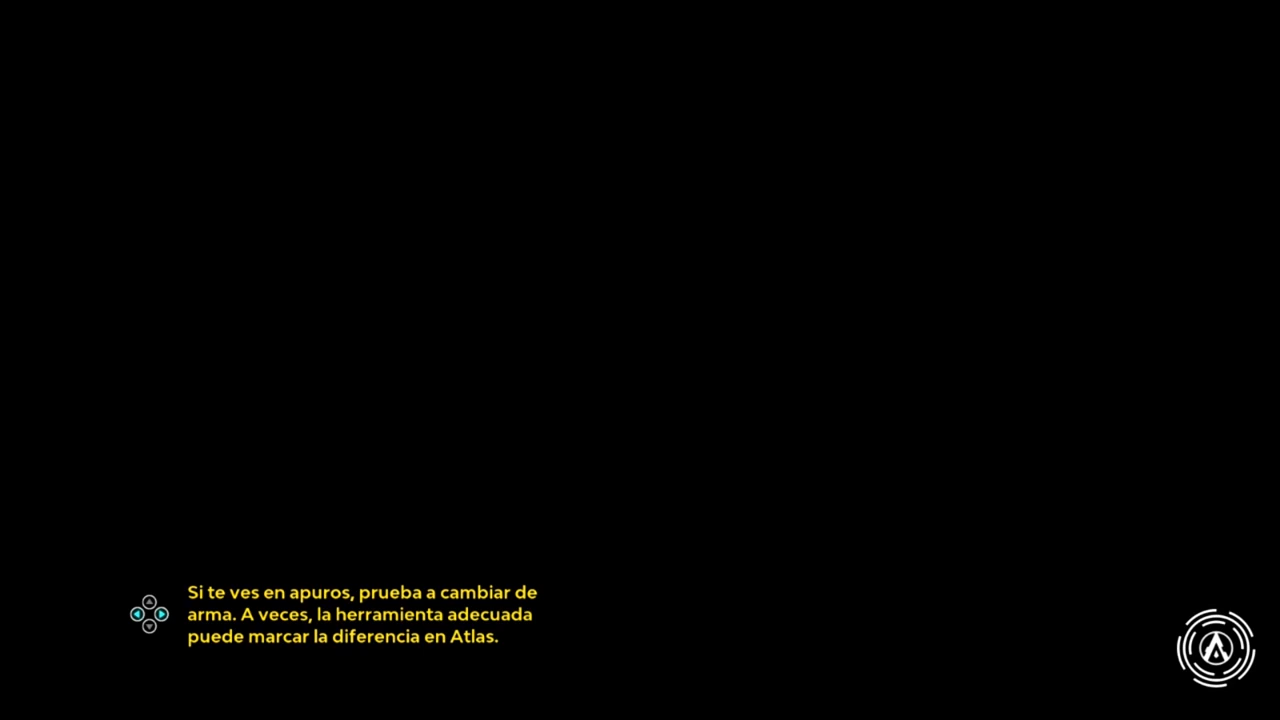 Si te ves en apuros, prueba a cambiar de
arma. A veces, la herramienta adecuada
puede marcar la diferencia en Atlas.